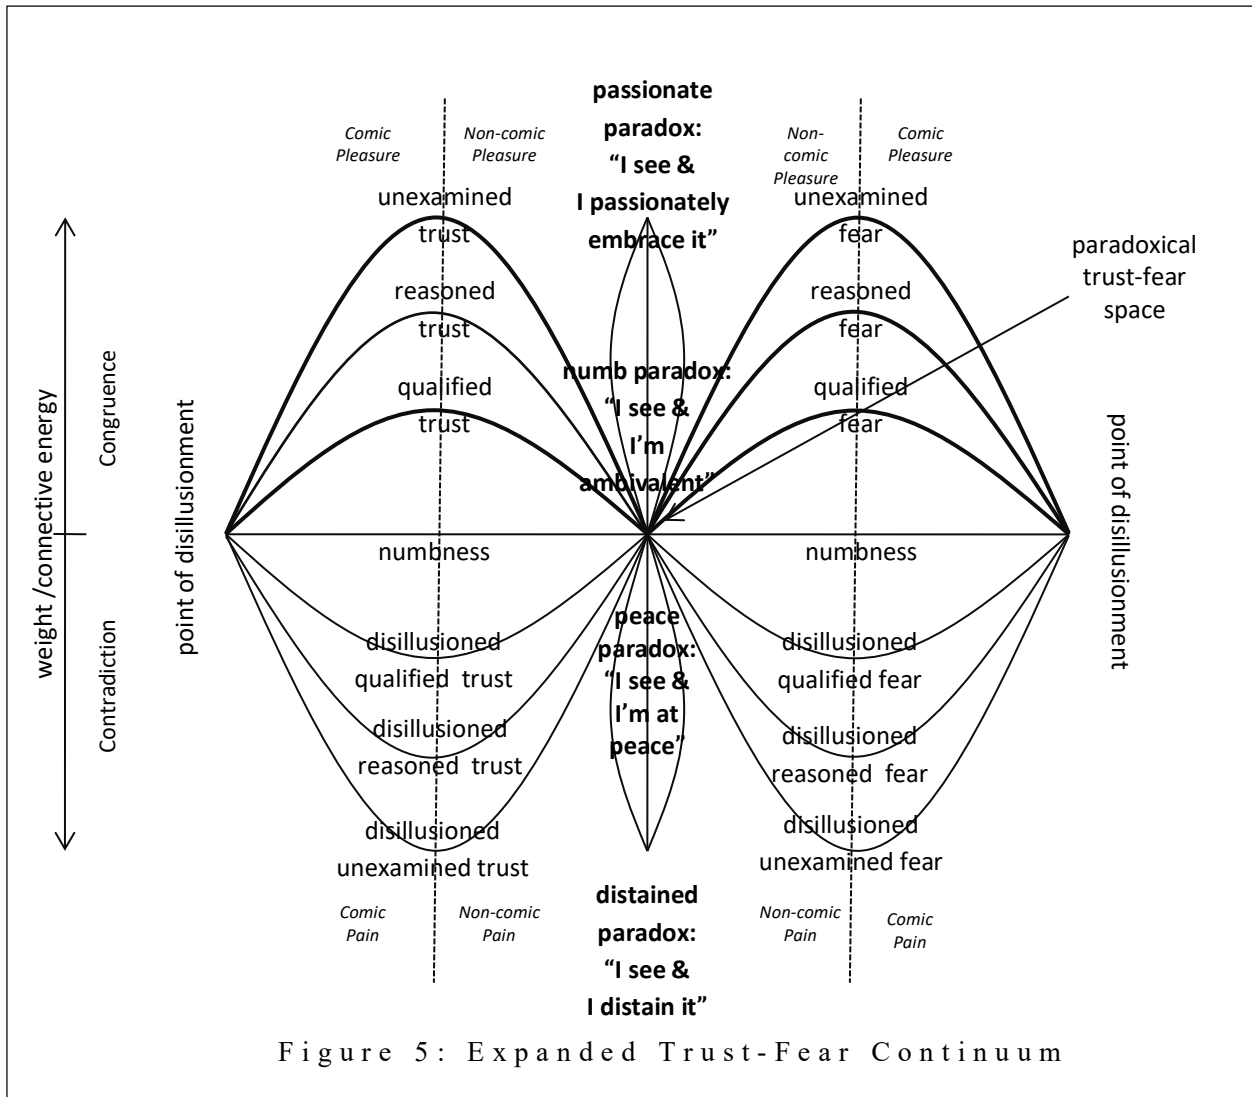 passionate
paradox:
“I see &
I passionately
embrace it”
Comic
Pleasure
Non-comic
Pleasure
Non-
comic
Pleasure
Comic
Pleasure
unexamined
trust
unexamined
fear
reasoned
trust
reasoned
fear
qualified
trust
qualified
fear
paradoxical
trust-fear
space
numb paradox:
“I see &
I’m
ambivalent”
weight /connective energy
Congruence
Contradiction
point of disillusionment
point of disillusionment
numbness
numbness
peace
paradox:
“I see &
I’m at
peace”
disillusioned
qualified trust
disillusioned
qualified fear
disillusioned
reasoned trust
disillusioned
reasoned fear
disillusioned
unexamined trust
disillusioned
unexamined fear
Comic
Pain
Non-comic
Pain
distained
paradox:
“I see &
I distain it”
Non-comic
Pain
Comic
Pain
Figure 5: Expanded Trust-Fear Continuum